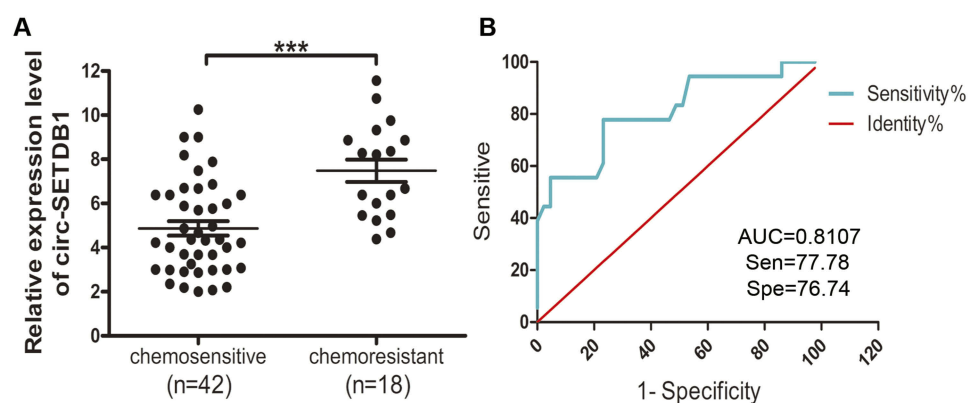 A
Relative expression level
of circ-SETDB1
***
12
10
8
6
4
2
0
chemosensitive
(n=42)
chemoresistant
(n=18)
B
Sensitive
100
80
60
40
20
0
0 20 40 60 80 100 120
1- Specificity
Sensitivity%
Identity%
AUC=0.8107
Sen=77.78
Spe=76.74